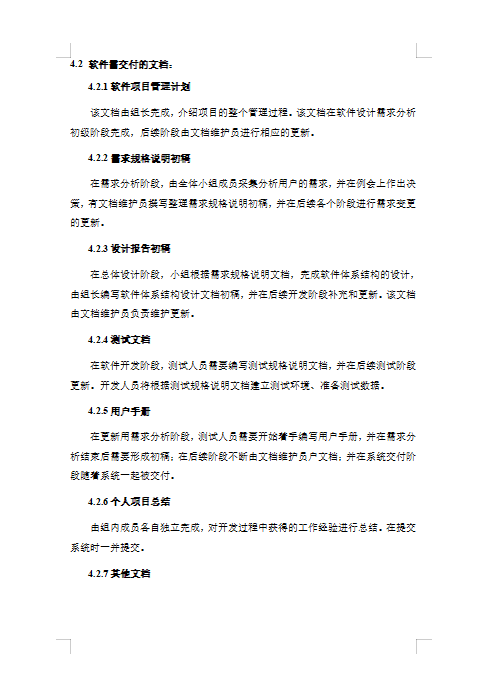 4.2 软件需交付的文档：
4.2.1 软件项目管理计划
该文档由组长完成，介绍项目的整个管理过程。该文档在软件设计需求分析
初级阶段完成，后续阶段由文档维护员进行相应的更新。
4.2.2 需求规格说明初稿
在需求分析阶段，由全体小组成员采集分析用户的需求，并在例会上作出决
策，有文档维护员撰写整理需求规格说明初稿，并在后续各个阶段进行需求变更
的更新。
4.2.3 设计报告初稿
在总体设计阶段，小组根据需求规格说明文档，完成软件体系结构的设计，
由组长编写软件体系结构设计文档初稿，并在后续开发阶段补充和更新。该文档
由文档维护员负责维护更新。
4.2.4 测试文档
在软件开发阶段，测试人员需要编写测试规格说明文档，并在后续测试阶段
更新。开发人员将根据测试规格说明文档建立测试环境、准备测试数据。
4.2.5 用户手册
在更新用需求分析阶段，测试人员需要开始着手编写用户手册，并在需求分
析结束后需要形成初稿；在后续阶段不断由文档维护员户文档；并在系统交付阶
段随着系统一起被交付。
4.2.6 个人项目总结
由组内成员各自独立完成，对开发过程中获得的工作经验进行总结。在提交
系统时一并提交。
4.2.7 其他文档